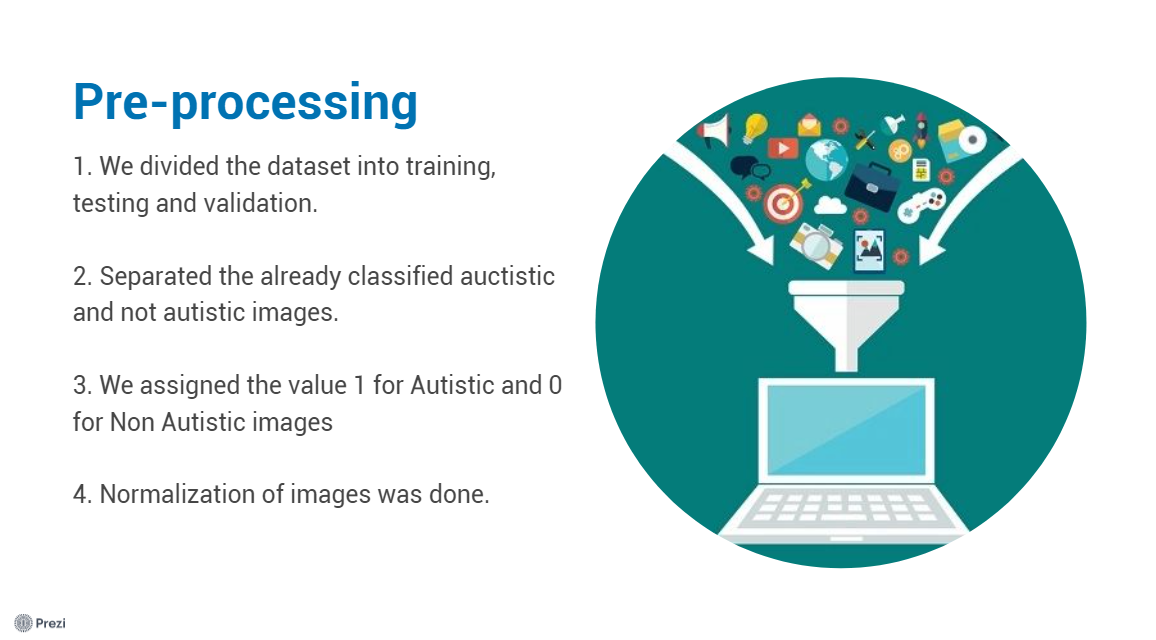 Pre-processing
1. We divided the dataset into training,
testing and validation.
2. Separated the already classified auctistic
and not autistic images.
3. We assigned the value 1 for Autistic and 0
for Non Autistic images
4. Normalization of images was done.
Prezi